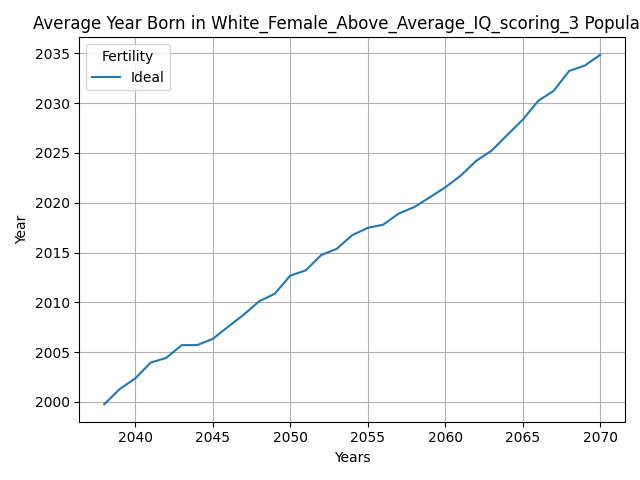 Average Year Born in White_Female_Above_Average_IQ_scoring_3 Popula
Fertility
Ideal
2035
2030
2025
2020
2015
2010
2005
2000
Year
2040 2045 2050 2055 2060 2065 2070
Years